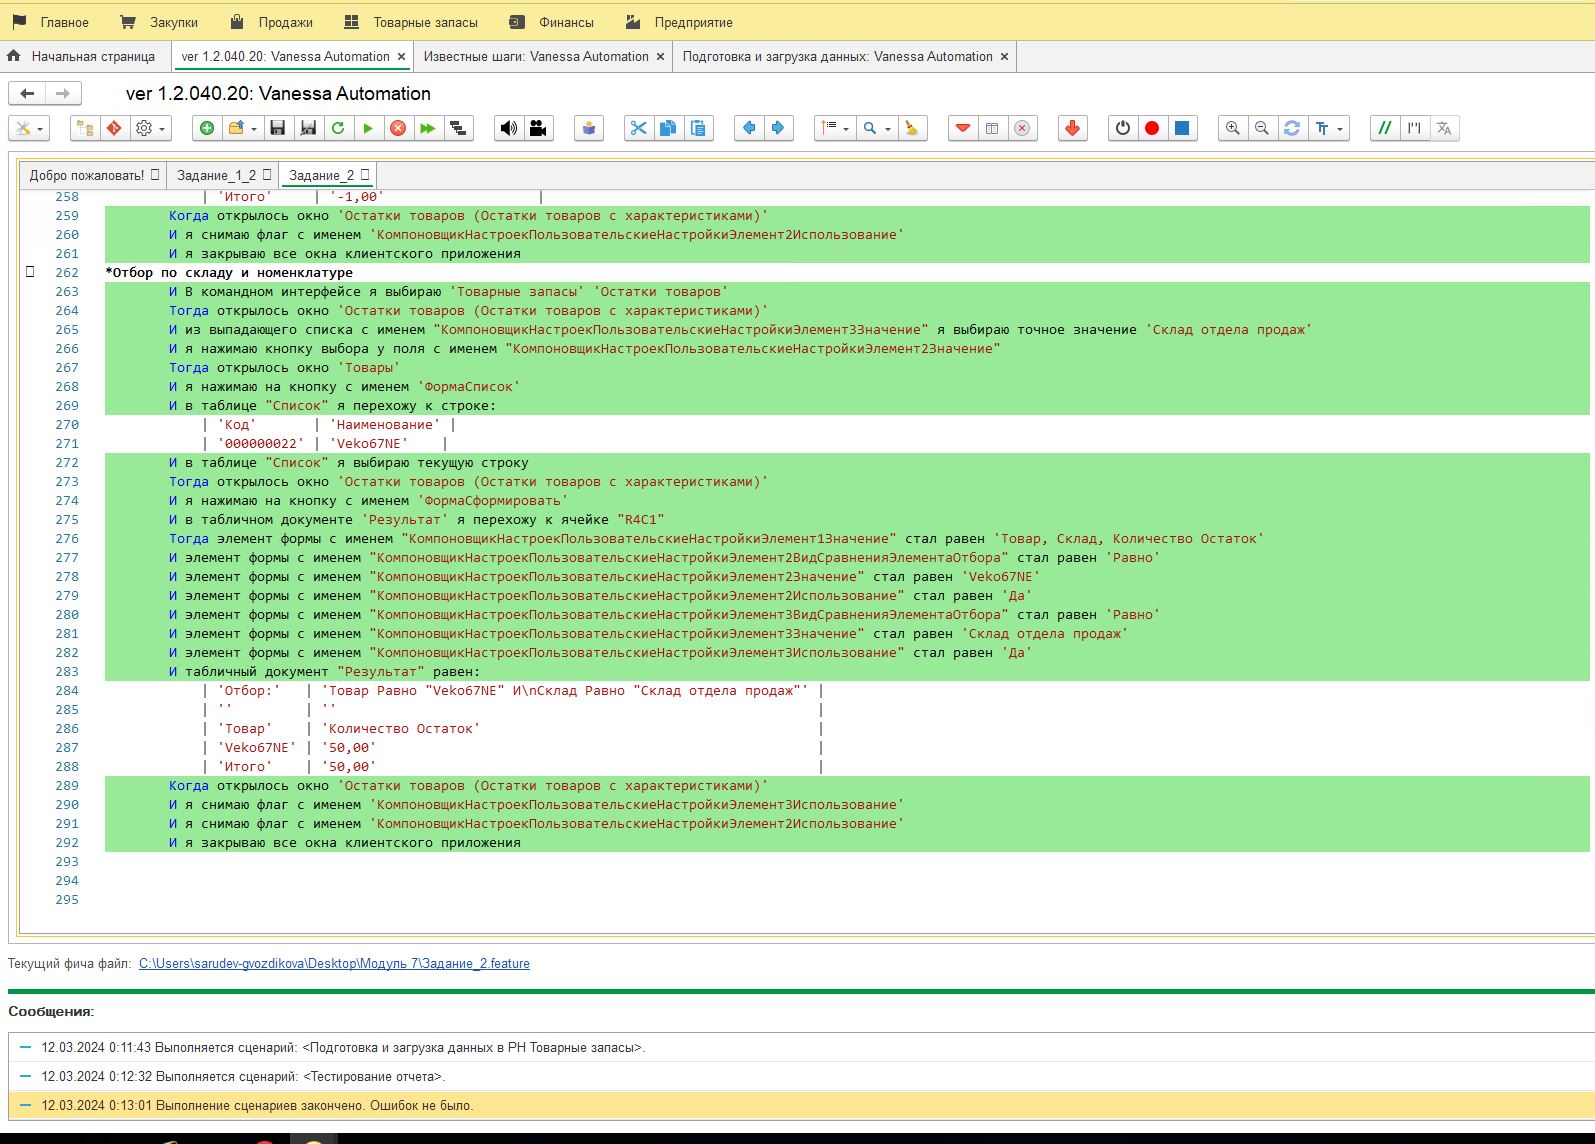 Главное Закупки Продажи Товарные запасы Финансы Предприятие
Начальная страница ver 1.2.040.20: Vanessa Automation × Известные шаги: Vanessa Automation × Подготовка и загрузка данных: Vanessa Automation ×
ver 1.2.040.20: Vanessa Automation
Добро пожаловать! Задание_1_2 Задание_2
258 | 'Итого' | '-1,00' |
259 Когда открылось окно 'Остатки товаров (Остатки товаров с характеристиками)'
260 И я снимаю флаг с именем 'КомпоновщикНастроекПользовательскиеНастройкиЭлемент2Использование'
261 И я закрываю все окна клиентского приложения
262 *Отбор по складу и номенклатуре
263 И В командном интерфейсе я выбираю 'Товарные запасы' 'Остатки товаров'
264 Тогда открылось окно 'Остатки товаров (Остатки товаров с характеристиками)'
265 И из выпадающего списка с именем "КомпоновщикНастроекПользовательскиеНастройкиЭлемент3Значение" я выбираю точное значение 'Склад отдела продаж'
266 И я нажимаю кнопку выбора у поля с именем "КомпоновщикНастроекПользовательскиеНастройкиЭлемент2Значение"
267 Тогда открылось окно 'Товары'
268 И я нажимаю на кнопку с именем 'ФормаСписок'
269 И в таблице "Список" я перехожу к строке:
270 | 'Код' | 'Наименование' |
271 | '000000022' | 'Veko67NE' |
272 И в таблице "Список" я выбираю текущую строку
273 Тогда открылось окно 'Остатки товаров (Остатки товаров с характеристиками)'
274 И я нажимаю на кнопку с именем 'ФормаСформировать'
275 И в табличном документе 'Результат' я перехожу к ячейке "R4C1"
276 Тогда элемент формы с именем "КомпоновщикНастроекПользовательскиеНастройкиЭлемент1Значение" стал равен 'Товар, Склад, Количество Остаток'
277 И элемент формы с именем "КомпоновщикНастроекПользовательскиеНастройкиЭлемент2ВидСравненияЭлементаОтбора" стал равен 'Равно'
278 И элемент формы с именем "КомпоновщикНастроекПользовательскиеНастройкиЭлемент2Значение" стал равен 'Veko67NE'
279 И элемент формы с именем "КомпоновщикНастроекПользовательскиеНастройкиЭлемент2Использование" стал равен 'Да'
280 И элемент формы с именем "КомпоновщикНастроекПользовательскиеНастройкиЭлемент3ВидСравненияЭлементаОтбора" стал равен 'Равно'
281 И элемент формы с именем "КомпоновщикНастроекПользовательскиеНастройкиЭлемент3Значение" стал равен 'Склад отдела продаж'
282 И элемент формы с именем "КомпоновщикНастроекПользовательскиеНастройкиЭлемент3Использование" стал равен 'Да'
283 И табличный документ "Результат" равен:
284 | 'Отбор:' | 'Товар Равно "Veko67NE" И\nСклад Равно "Склад отдела продаж"' |
285 | '' | '' |
286 | 'Товар' | 'Количество Остаток' |
287 | 'Veko67NE' | '50,00' |
288 | 'Итого' | '50,00' |
289 Когда открылось окно 'Остатки товаров (Остатки товаров с характеристиками)'
290 И я снимаю флаг с именем 'КомпоновщикНастроекПользовательскиеНастройкиЭлемент3Использование'
291 И я снимаю флаг с именем 'КомпоновщикНастроекПользовательскиеНастройкиЭлемент2Использование'
292 И я закрываю все окна клиентского приложения
293
294
295
Текущий фича файл: C:\Users\sarudev-gvozdikova\Desktop\Модуль 7\Задание_2.feature
Сообщения:
12.03.2024 0:11:43 Выполняется сценарий: <Подготовка и загрузка данных в РН Товарные запасы>.
12.03.2024 0:12:32 Выполняется сценарий: <Тестирование отчета>.
12.03.2024 0:13:01 Выполнение сценариев закончено. Ошибок не было.